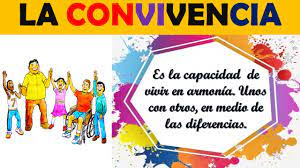 LA CONVIVENCIA
Es la capacidad de
vivir en armonía. Unos
con otros, en medio de
las diferencias.